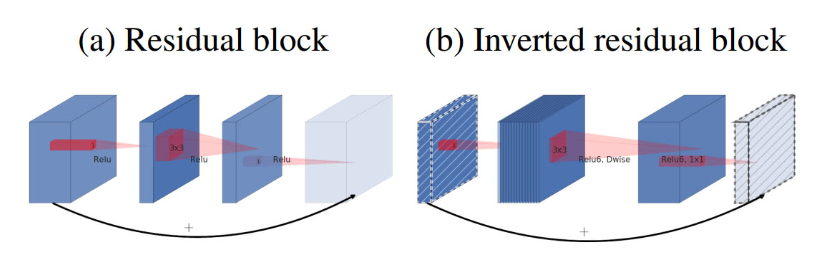 (a) Residual block
(b) Inverted residual block
Relu
3x3
Relu
Relu
+
3x3
Relu6, Dwise
Relu6, 1x1
+